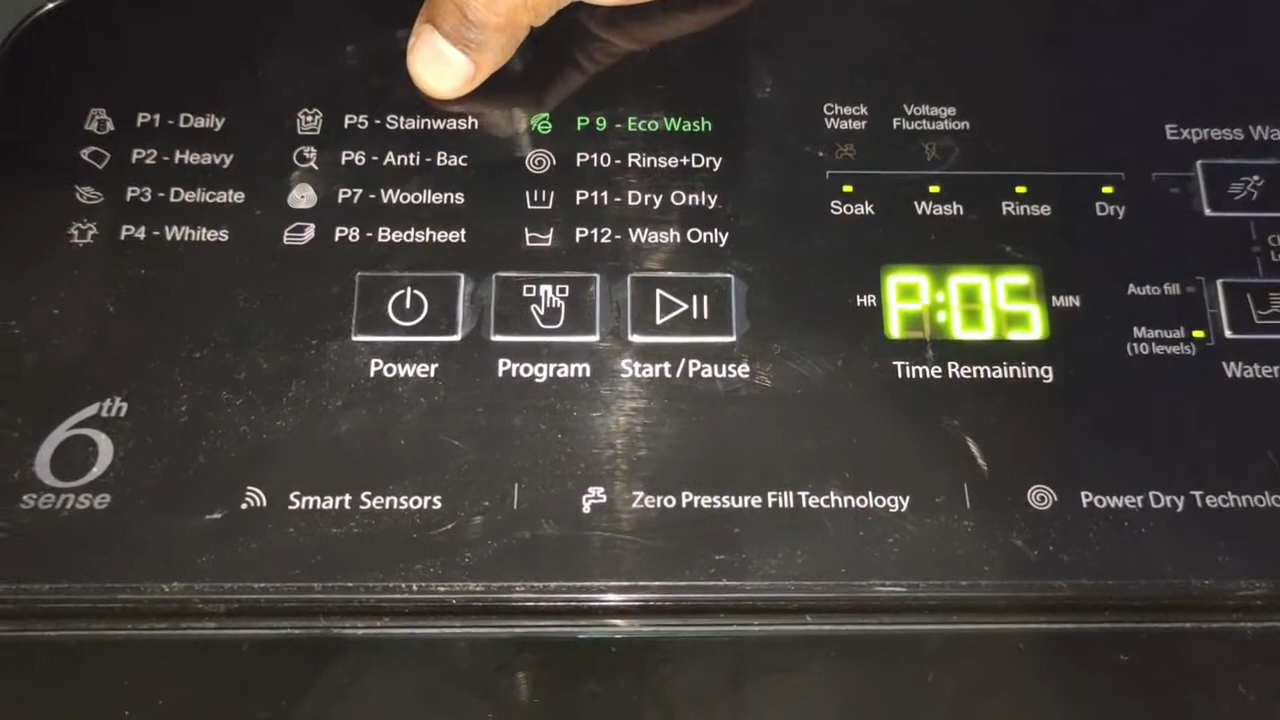 P1 - Daily
P2 - Heavy
P3 - Delicate
P4 - Whites
P5 - Stainwash
P6 - Anti - Bac
P7 - Woollens
P8 - Bedsheet
P 9 - Eco Wash
P10 - Rinse+Dry
P11 - Dry Only
P12 - Wash Only
Power
Program
Start / Pause
Check
Water
Voltage
Fluctuation
Soak
Wash
Rinse
Dry
HR
P:05
MIN
Time Remaining
Express
Auto fill
Manual
(10 levels)
Water
6th
sense
Smart Sensors
Zero Pressure Fill Technology
Power Dry